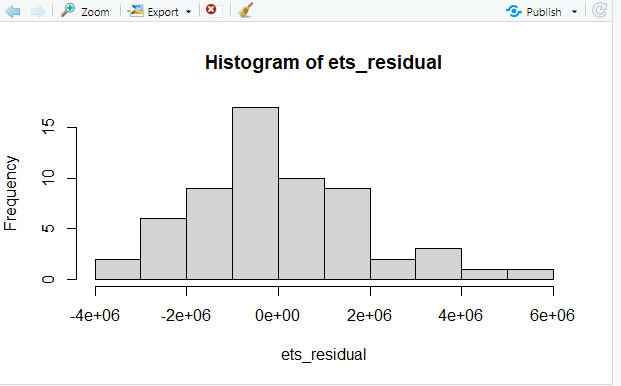 Zoom Export Publish
Histogram of ets_residual
Frequency
15
10
5
0
-4e+06 -2e+06 0e+00 2e+06 4e+06 6e+06
ets_residual